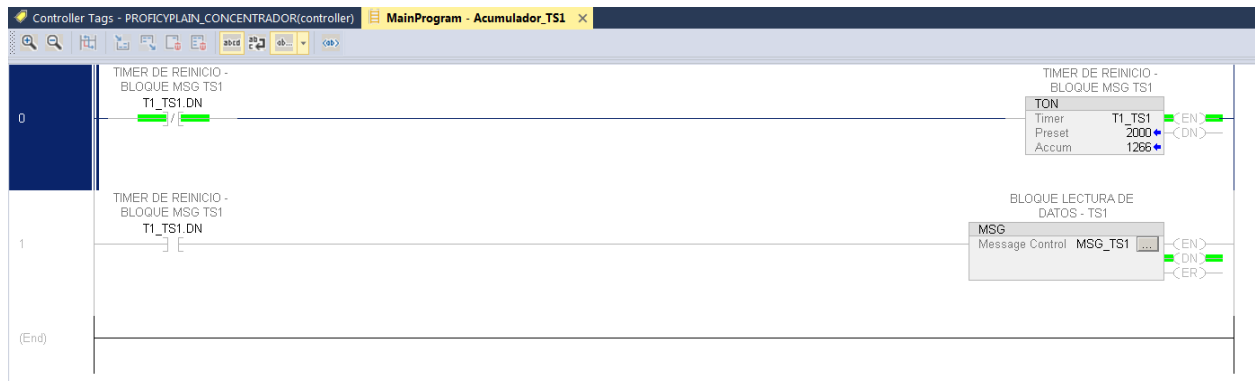 Controller Tags - PROFICYPLAIN_CONCENTRADOR(controller)
MainProgram - Acumulador_TS1
0
TIMER DE REINICIO -
BLOQUE MSG TS1
T1_TS1.DN
TIMER DE REINICIO -
BLOQUE MSG TS1
TON
Timer T1_TS1
Preset 2000
Accum 1266
EN
DN
1
TIMER DE REINICIO -
BLOQUE MSG TS1
T1_TS1.DN
BLOQUE LECTURA DE
DATOS - TS1
MSG
Message Control MSG_TS1 ...
EN
DN
ER
(End)